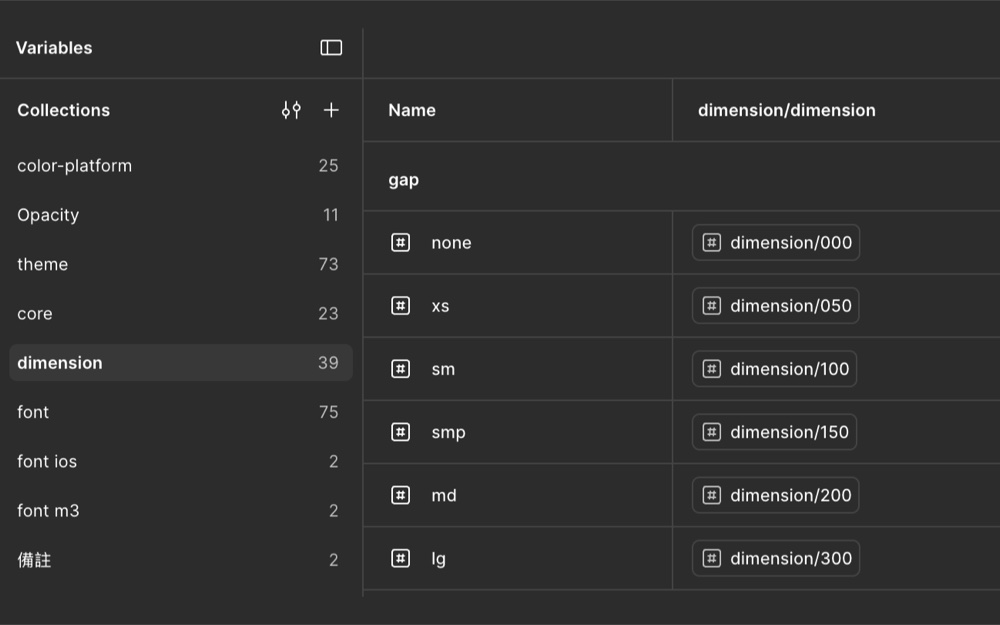 Variables
Collections
color-platform 25
Opacity 11
theme 73
core 23
dimension 39
font 75
font ios 2
font m3 2
備註 2
Name dimension/dimension
gap
none dimension/000
xs dimension/050
sm dimension/100
smp dimension/150
md dimension/200
lg dimension/300